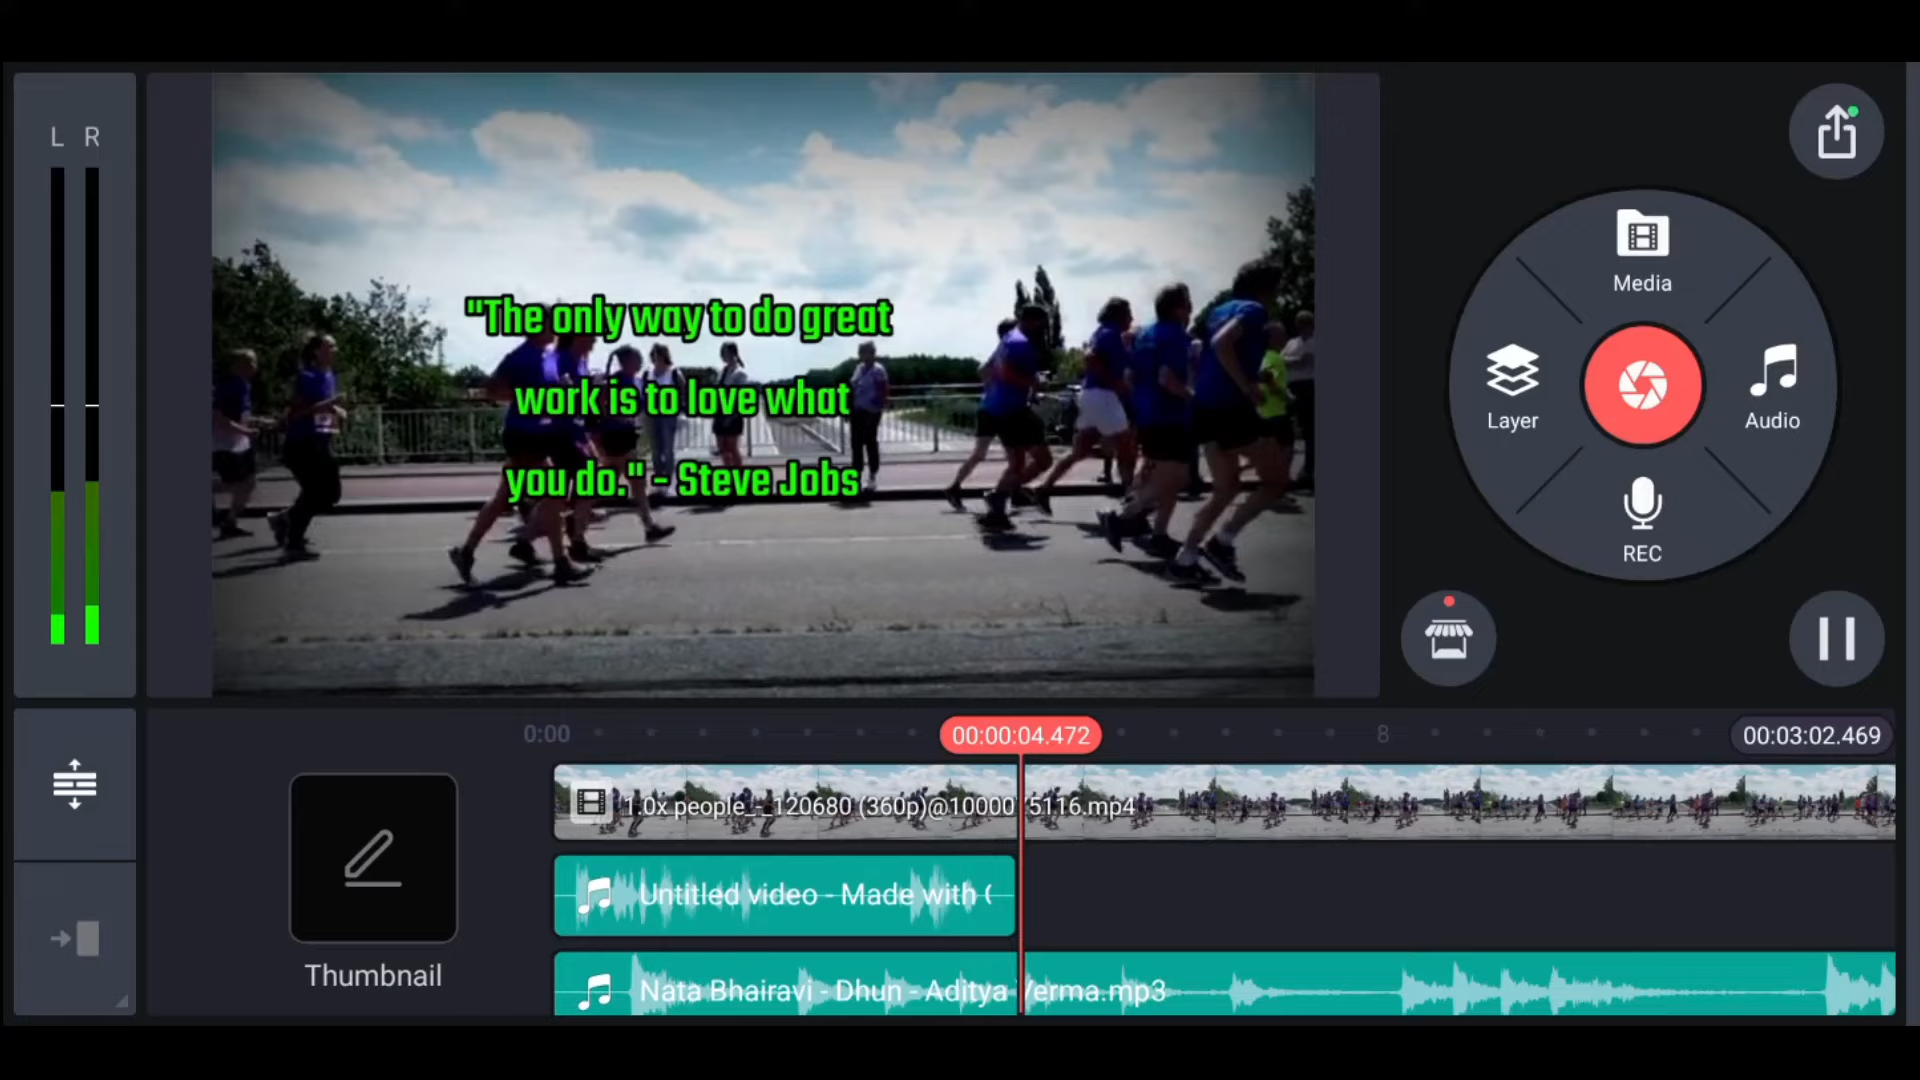 L R
"The only way to do great
work is to love what
you do." - Steve Jobs
Media
Layer
Audio
REC
0:00
00:00:04.472
8
00:03:02.469
1.0x people_-_120680 (360p)@10000 5116.mp4
Untitled video - Made with
Thumbnail
Nata Bhairavi - Dhun - Aditya Verma.mp3